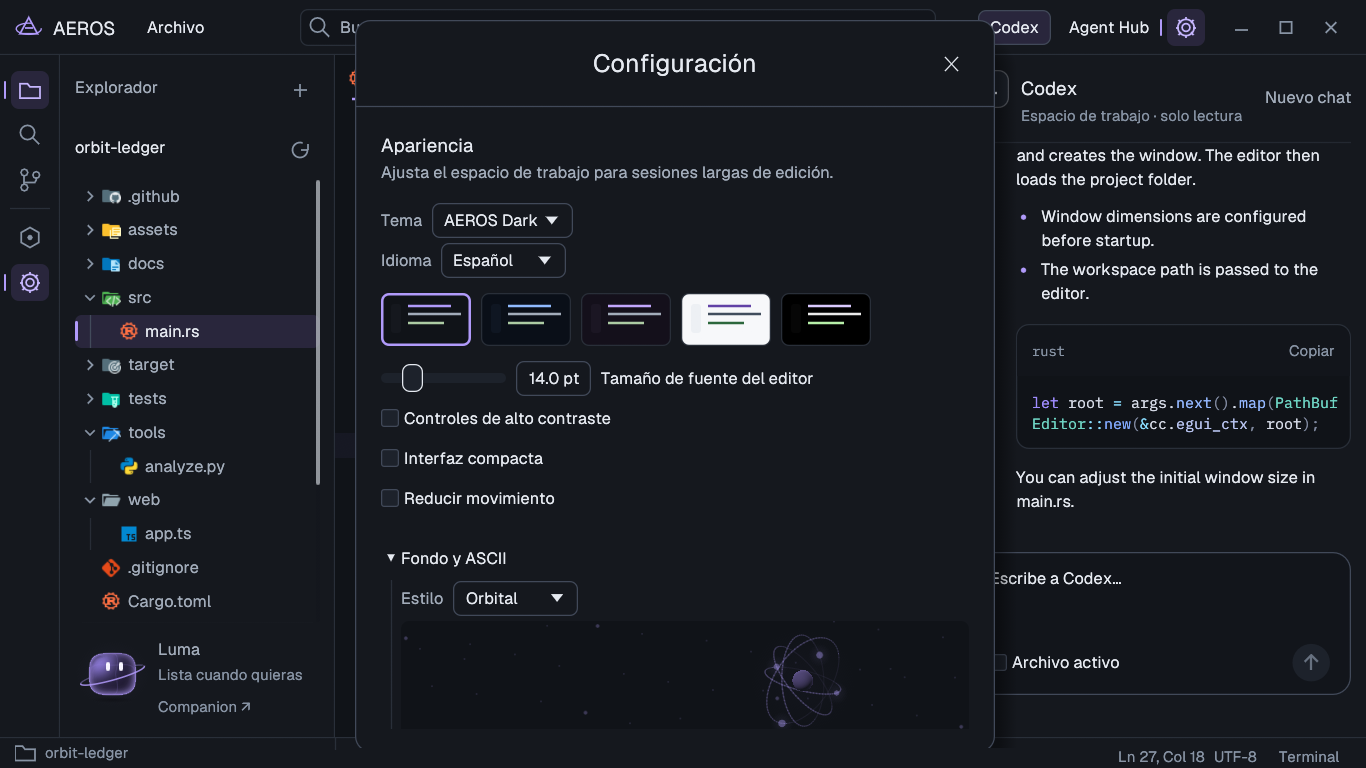 AEROS
Archivo
Codex
Agent Hub
Explorador
orbit-ledger
.github
assets
docs
src
main.rs
target
tests
tools
analyze.py
web
app.ts
.gitignore
Cargo.toml
Luma
Lista cuando quieras
Companion ↗
Configuración
Apariencia
Ajusta el espacio de trabajo para sesiones largas de edición.
Tema AEROS Dark
Idioma Español
14.0 pt Tamaño de fuente del editor
Controles de alto contraste
Interfaz compacta
Reducir movimiento
Fondo y ASCII
Estilo Orbital
Codex
Espacio de trabajo · solo lectura
Nuevo chat
and creates the window. The editor then
loads the project folder.
• Window dimensions are configured
before startup.
• The workspace path is passed to the
editor.
rust
Copiar
let root = args.next().map(PathBuf
Editor::new(&cc.egui_ctx, root);
You can adjust the initial window size in
main.rs.
Escribe a Codex…
Archivo activo
orbit-ledger
Ln 27, Col 18 UTF-8 Terminal